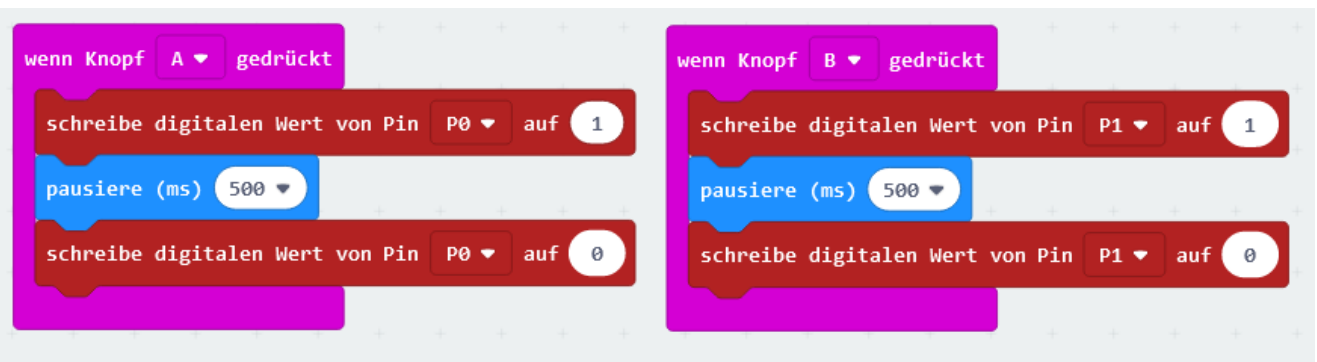 wenn Knopf A gedrückt
schreibe digitalen Wert von Pin P0 auf 1
pausiere (ms) 500
schreibe digitalen Wert von Pin P0 auf 0
wenn Knopf B gedrückt
schreibe digitalen Wert von Pin P1 auf 1
pausiere (ms) 500
schreibe digitalen Wert von Pin P1 auf 0